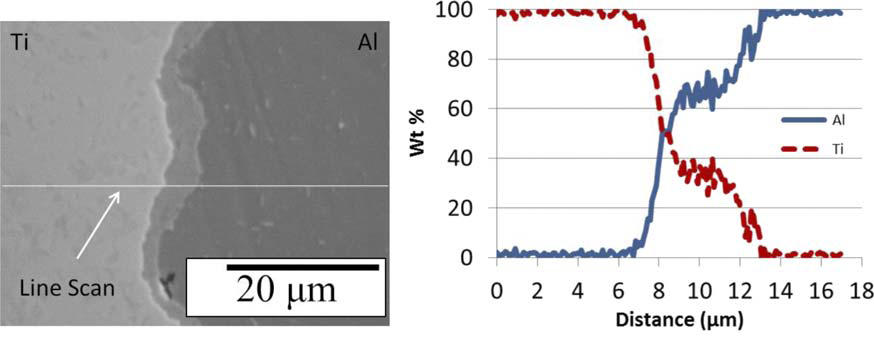 Ti
Al
Line Scan
20 μm
100
80
60
40
20
0
Wt %
Al
Ti
0 2 4 6 8 10 12 14 16 18
Distance (μm)